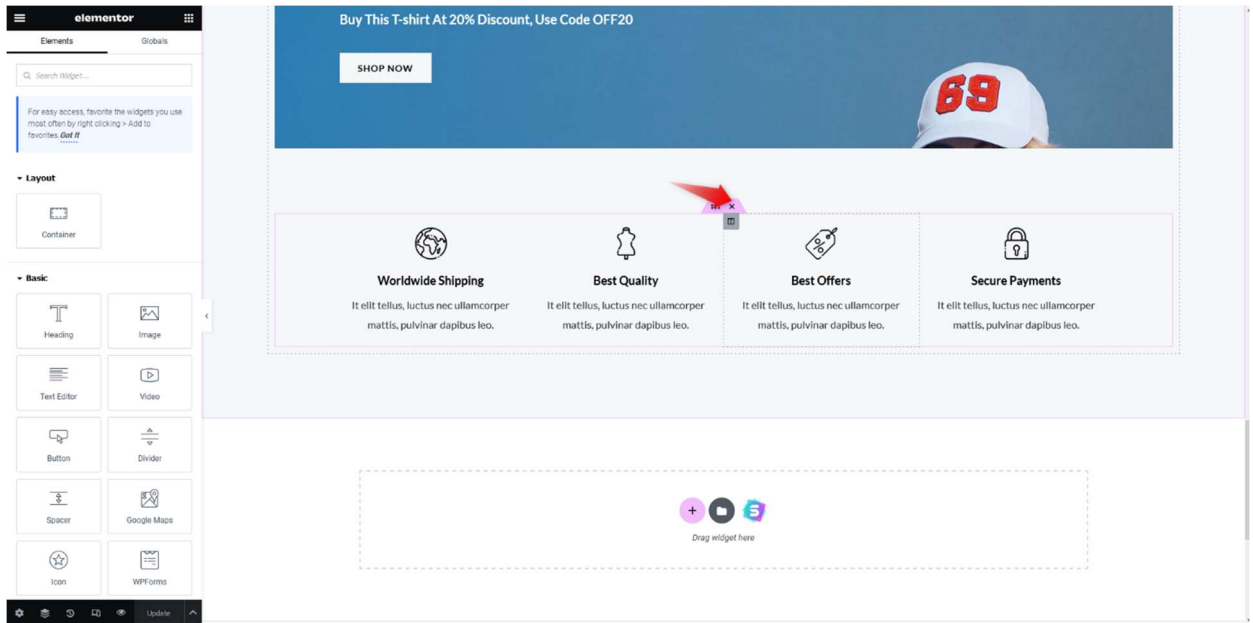 elementor
Elements
Globals
Search Widget...
For easy access, favorite the widgets you use
most often by right clicking > Add to
favorites. Got It
Layout
Container
Basic
Heading
Image
Text Editor
Video
Button
Divider
Spacer
Google Maps
Icon
WPForms
Update
Buy This T-shirt At 20% Discount, Use Code OFF20
SHOP NOW
69
Worldwide Shipping
It elit tellus, luctus nec ullamcorper
mattis, pulvinar dapibus leo.
Best Quality
It elit tellus, luctus nec ullamcorper
mattis, pulvinar dapibus leo.
Best Offers
It elit tellus, luctus nec ullamcorper
mattis, pulvinar dapibus leo.
Secure Payments
It elit tellus, luctus nec ullamcorper
mattis, pulvinar dapibus leo.
Drag widget here